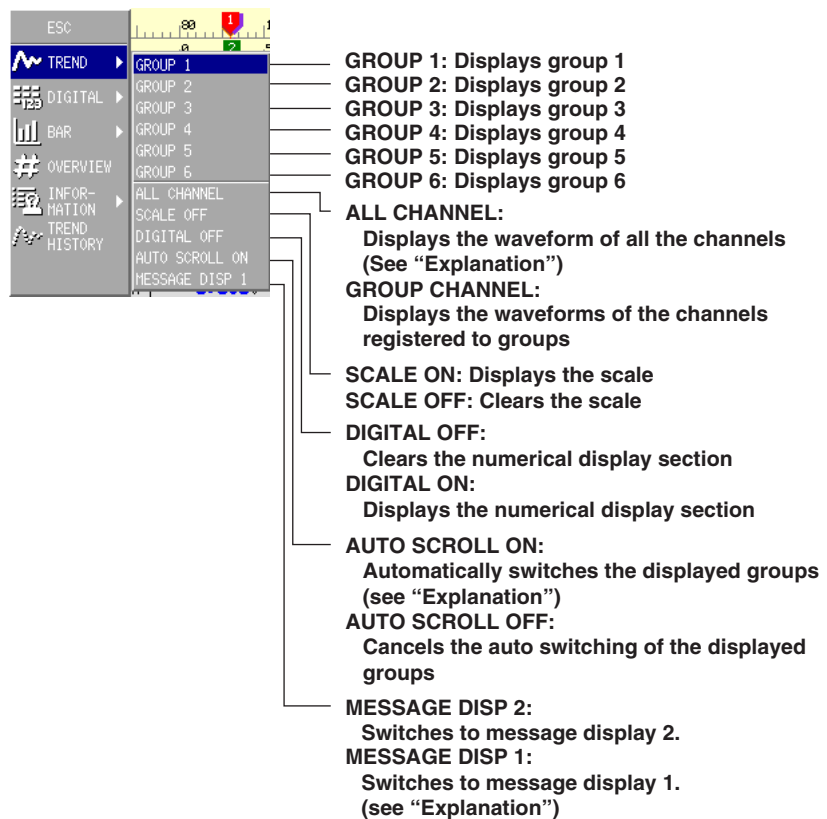 ESC
80 1 1
0 2
TREND
DIGITAL
123
BAR
OVERVIEW
INFOR-
MATION
TREND
HISTORY
GROUP 1
GROUP 2
GROUP 3
GROUP 4
GROUP 5
GROUP 6
ALL CHANNEL
SCALE OFF
DIGITAL OFF
AUTO SCROLL ON
MESSAGE DISP 1
GROUP 1: Displays group 1
GROUP 2: Displays group 2
GROUP 3: Displays group 3
GROUP 4: Displays group 4
GROUP 5: Displays group 5
GROUP 6: Displays group 6
ALL CHANNEL:
Displays the waveform of all the channels
(See “Explanation”)
GROUP CHANNEL:
Displays the waveforms of the channels
registered to groups
SCALE ON: Displays the scale
SCALE OFF: Clears the scale
DIGITAL OFF:
Clears the numerical display section
DIGITAL ON:
Displays the numerical display section
AUTO SCROLL ON:
Automatically switches the displayed groups
(see “Explanation”)
AUTO SCROLL OFF:
Cancels the auto switching of the displayed
groups
MESSAGE DISP 2:
Switches to message display 2.
MESSAGE DISP 1:
Switches to message display 1.
(see “Explanation”)